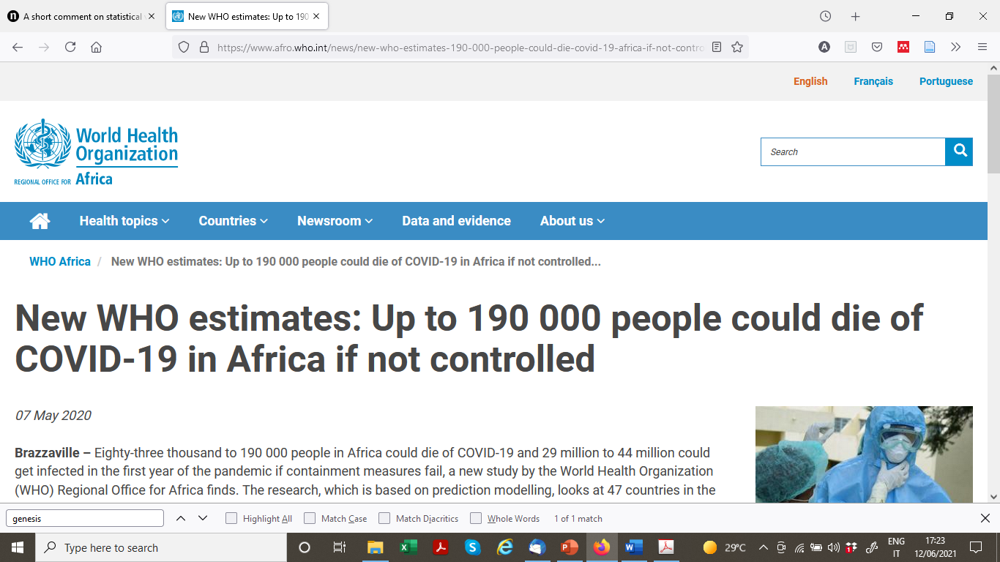 A short comment on statistical
New WHO estimates: Up to 190
https://www.afro.who.int/news/new-who-estimates-190-000-people-could-die-covid-19-africa-if-not-contro
English Français Portuguese
World Health
Organization
REGIONAL OFFICE FOR Africa
Search
Health topics Countries Newsroom Data and evidence About us
WHO Africa / New WHO estimates: Up to 190 000 people could die of COVID-19 in Africa if not controlled...
New WHO estimates: Up to 190 000 people could die of
COVID-19 in Africa if not controlled
07 May 2020
Brazzaville – Eighty-three thousand to 190 000 people in Africa could die of COVID-19 and 29 million to 44 million could
get infected in the first year of the pandemic if containment measures fail, a new study by the World Health Organization
(WHO) Regional Office for Africa finds. The research, which is based on prediction modelling, looks at 47 countries in the
genesis Highlight All Match Case Match Diacritics Whole Words 1 of 1 match
Type here to search
29°C
ENG
IT
17:23
12/06/2021